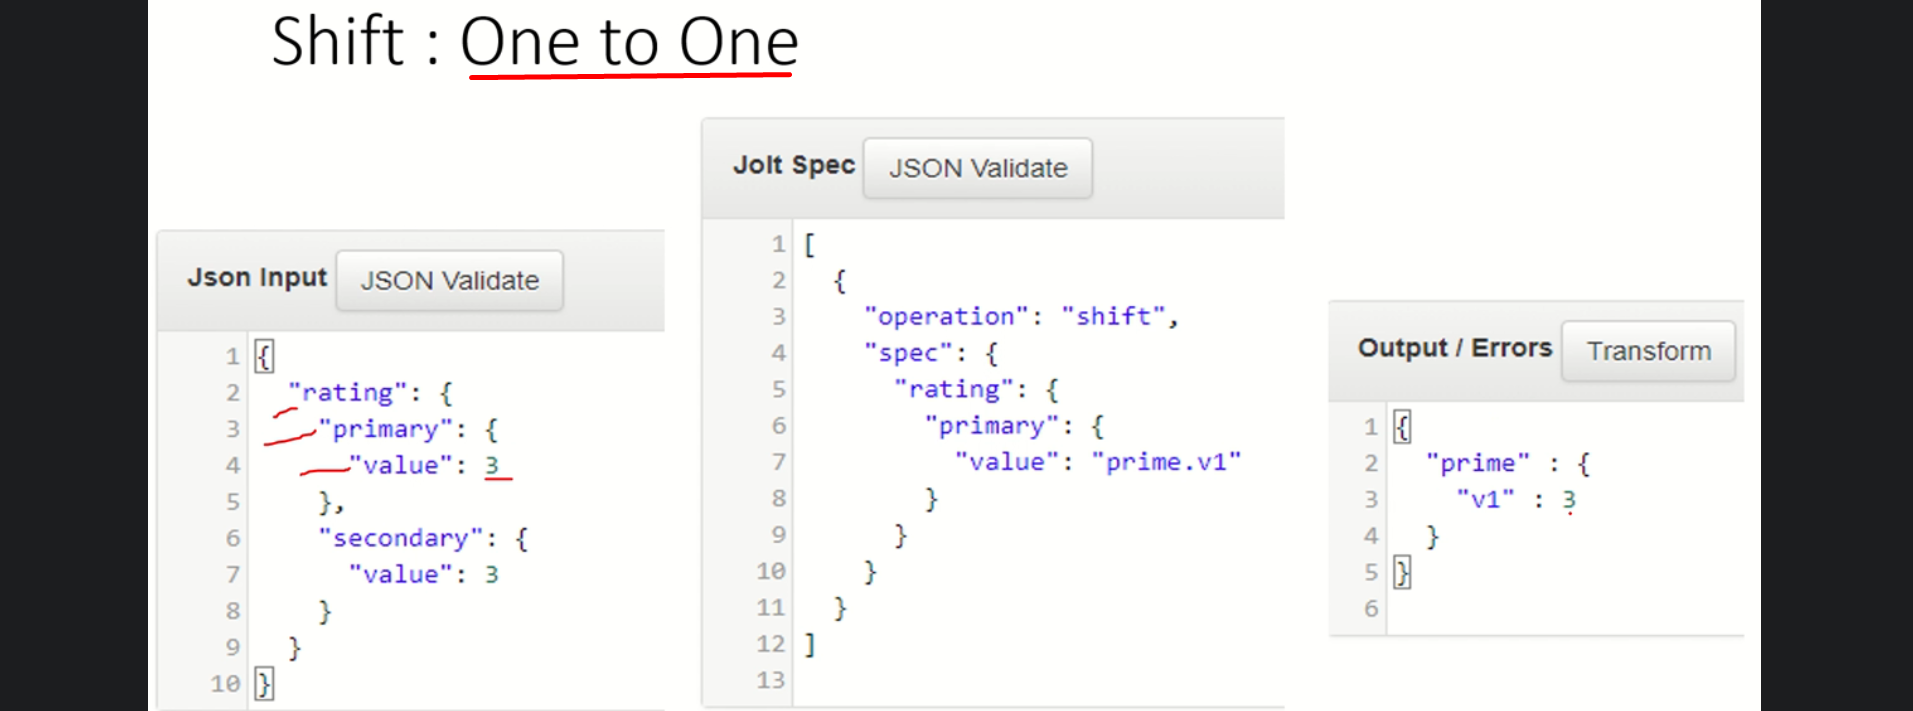 Shift : One to One
Json Input JSON Validate
1 {
2 "rating": {
3 "primary": {
4 "value": 3
5 },
6 "secondary": {
7 "value": 3
8 }
9 }
10 }
Jolt Spec JSON Validate
1 [
2 {
3 "operation": "shift",
4 "spec": {
5 "rating": {
6 "primary": {
7 "value": "prime.v1"
8 }
9 }
10 }
11 }
12 ]
13
Output / Errors Transform
1 {
2 "prime" : {
3 "v1" : 3
4 }
5 }
6